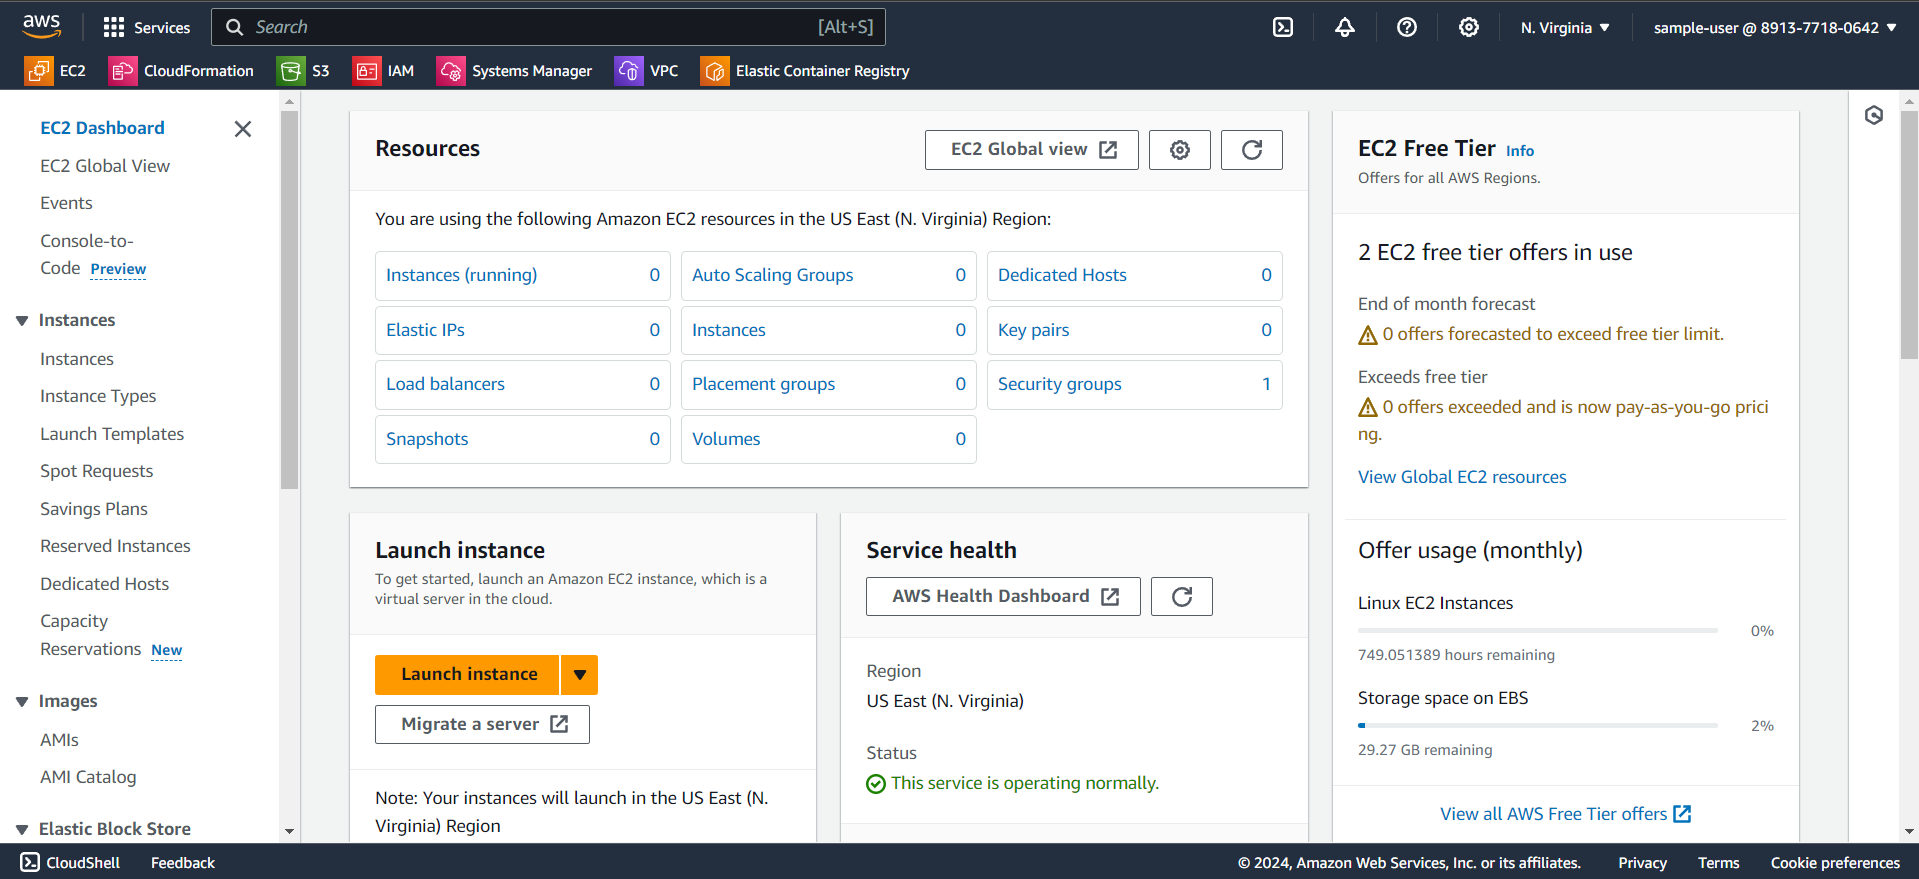 aws
Services
Search [Alt+S]
N. Virginia
sample-user @ 8913-7718-0642
EC2
CloudFormation
S3
IAM
Systems Manager
VPC
Elastic Container Registry
EC2 Dashboard
EC2 Global View
Events
Console-to-
Code Preview
Instances
Instances
Instance Types
Launch Templates
Spot Requests
Savings Plans
Reserved Instances
Dedicated Hosts
Capacity
Reservations New
Images
AMIs
AMI Catalog
Elastic Block Store
Resources
EC2 Global view
You are using the following Amazon EC2 resources in the US East (N. Virginia) Region:
Instances (running) 0
Auto Scaling Groups 0
Dedicated Hosts 0
Elastic IPs 0
Instances 0
Key pairs 0
Load balancers 0
Placement groups 0
Security groups 1
Snapshots 0
Volumes 0
Launch instance
To get started, launch an Amazon EC2 instance, which is a
virtual server in the cloud.
Launch instance
Migrate a server
Note: Your instances will launch in the US East (N.
Virginia) Region
Service health
AWS Health Dashboard
Region
US East (N. Virginia)
Status
This service is operating normally.
EC2 Free Tier Info
Offers for all AWS Regions.
2 EC2 free tier offers in use
End of month forecast
0 offers forecasted to exceed free tier limit.
Exceeds free tier
0 offers exceeded and is now pay-as-you-go prici
ng.
View Global EC2 resources
Offer usage (monthly)
Linux EC2 Instances
0%
749.051389 hours remaining
Storage space on EBS
2%
29.27 GB remaining
View all AWS Free Tier offers
CloudShell
Feedback
© 2024, Amazon Web Services, Inc. or its affiliates.
Privacy
Terms
Cookie preferences